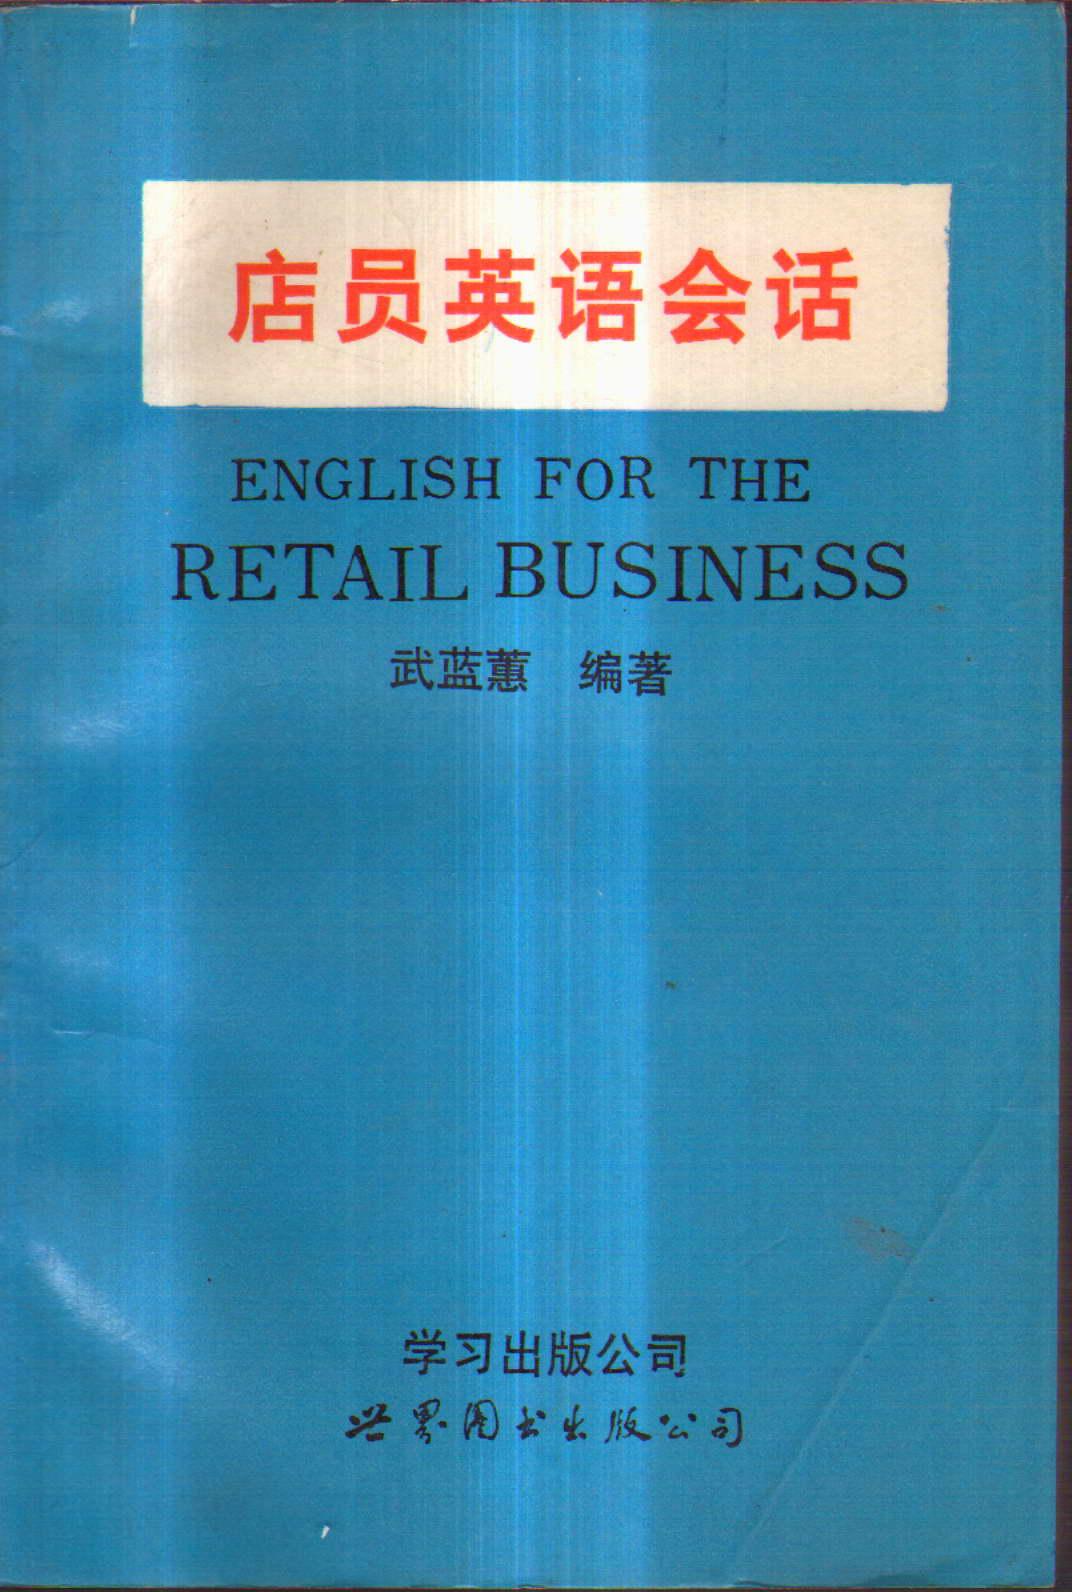 店员英语会话
ENGLISH FOR THE
RETAIL BUSINESS
武蓝蕙 编著
学习出版公司
世界图书出版公司